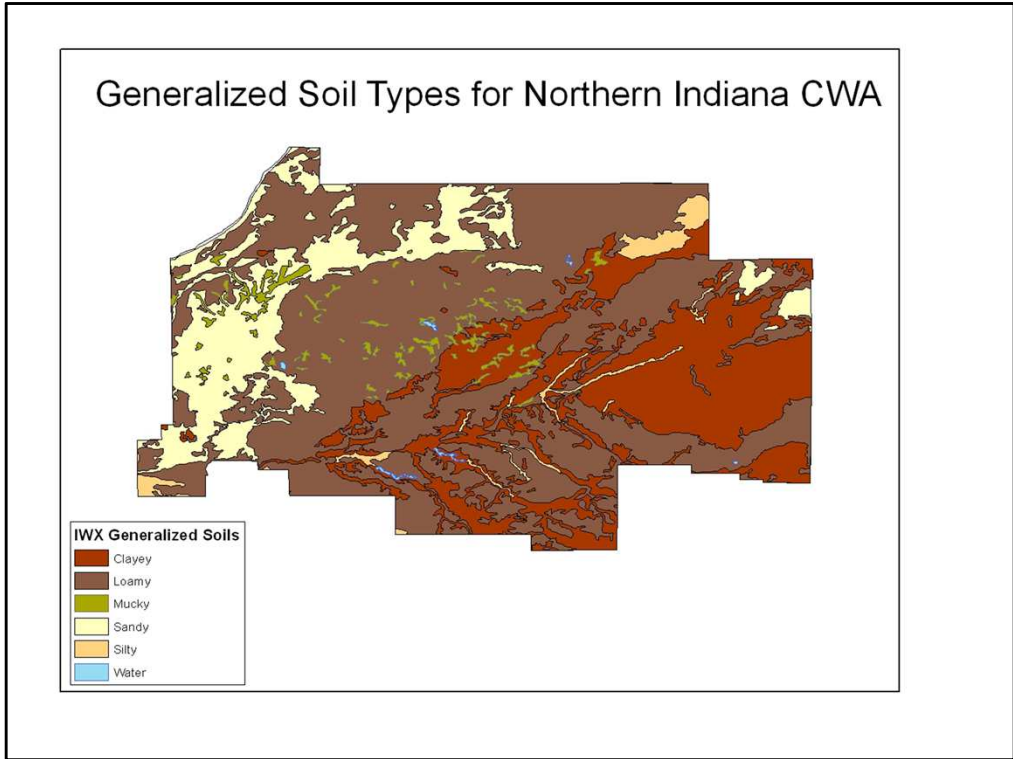 Generalized Soil Types for Northern Indiana CWA
IWX Generalized Soils
Clayey
Loamy
Mucky
Sandy
Silty
Water